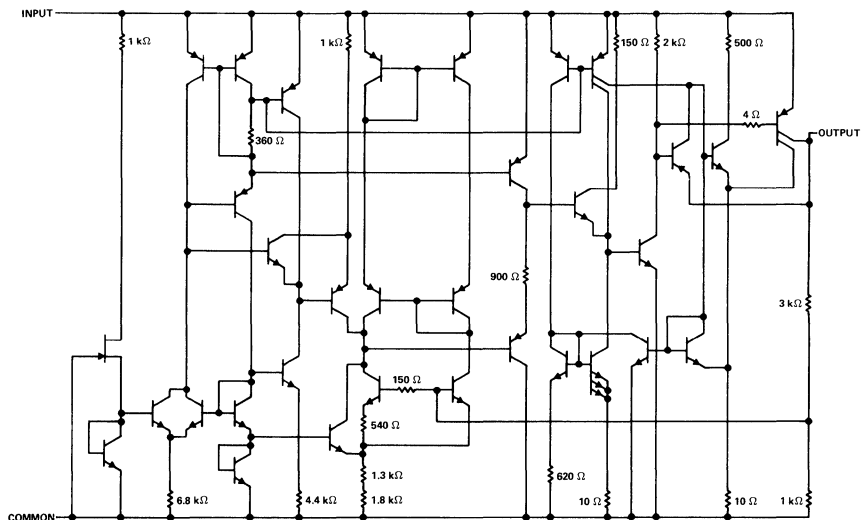 INPUT
1 kΩ
1 kΩ
150 Ω
2 kΩ
500 Ω
4 Ω
OUTPUT
360 Ω
900 Ω
3 kΩ
150 Ω
540 Ω
1.3 kΩ
620 Ω
6.8 kΩ
4.4 kΩ
1.8 kΩ
10 Ω
10 Ω
1 kΩ
COMMON